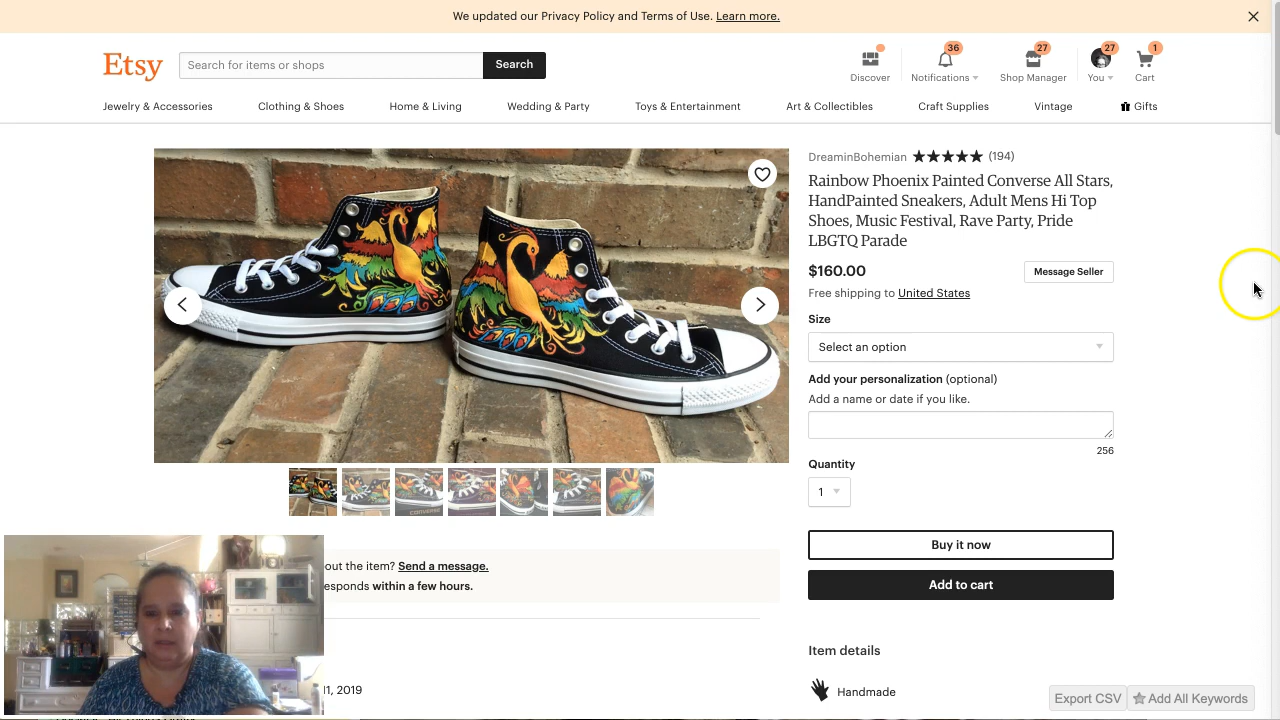 We updated our Privacy Policy and Terms of Use. Learn more.
36
27
27
1
Etsy
Search for items or shops
Search
Discover
Notifications
Shop Manager
You
Cart
Jewelry & Accessories
Clothing & Shoes
Home & Living
Wedding & Party
Toys & Entertainment
Art & Collectibles
Craft Supplies
Vintage
Gifts
DreaminBohemian
(194)
Rainbow Phoenix Painted Converse All Stars,
HandPainted Sneakers, Adult Mens Hi Top
Shoes, Music Festival, Rave Party, Pride
LBGTQ Parade
$160.00
Message Seller
Free shipping to United States
Size
Select an option
Add your personalization (optional)
Add a name or date if you like.
256
Quantity
1
Buy it now
Add to cart
out the item? Send a message.
esponds within a few hours.
11, 2019
Item details
Handmade
Export CSV
Add All Keywords